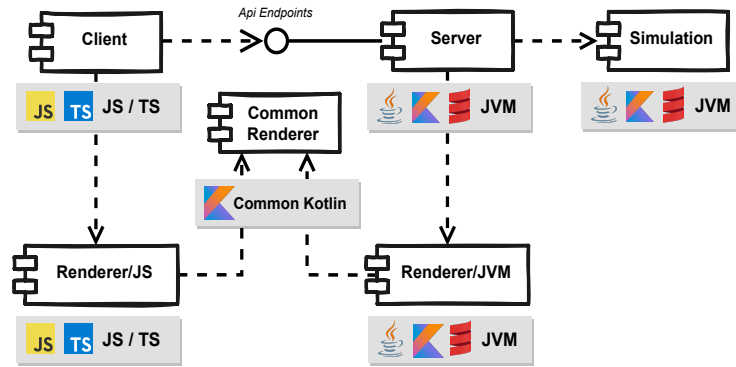 Api Endpoints
Client
Server
Simulation
JS TS JS / TS
JVM
JVM
Common
Renderer
Common Kotlin
Renderer/JS
Renderer/JVM
JS TS JS / TS
JVM